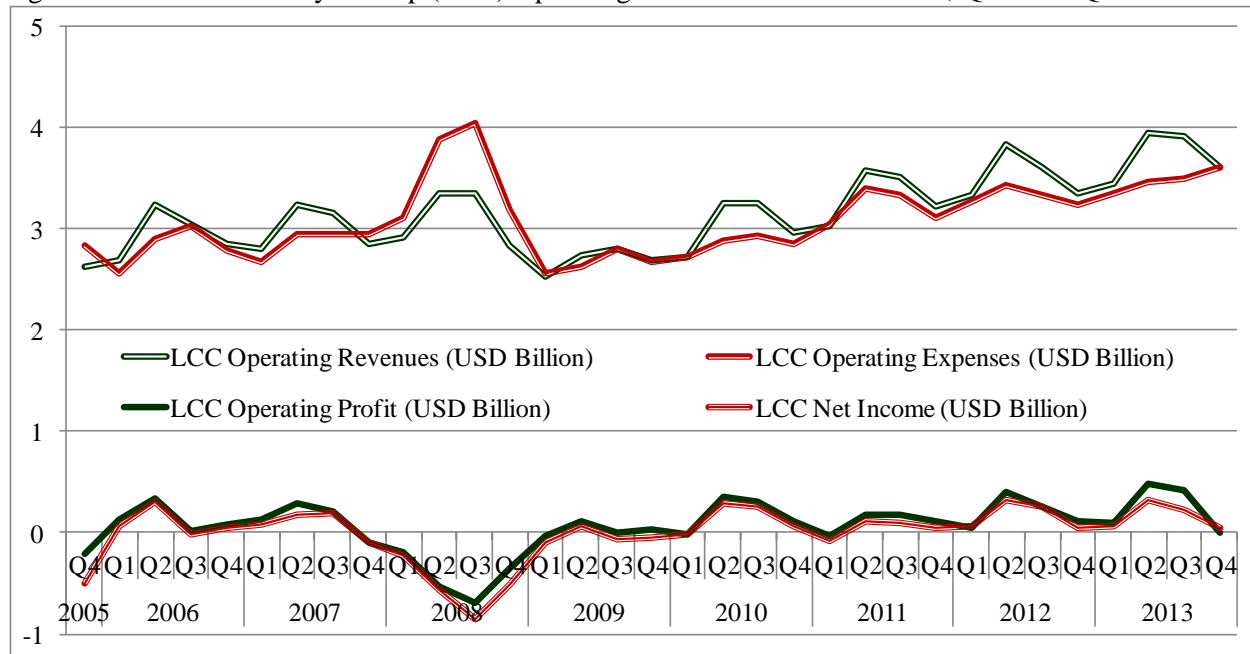 5
4
3
2
LCC Operating Revenues (USD Billion) LCC Operating Expenses (USD Billion)
LCC Operating Profit (USD Billion) LCC Net Income (USD Billion)
1
0
Q4 Q1 Q2 Q3 Q4 Q1 Q2 Q3 Q4 Q1 Q2 Q3 Q4 Q1 Q2 Q3 Q4 Q1 Q2 Q3 Q4 Q1 Q2 Q3 Q4 Q1 Q2 Q3 Q4 Q1 Q2 Q3 Q4
2005 2006 2007 2008 2009 2010 2011 2012 2013
-1